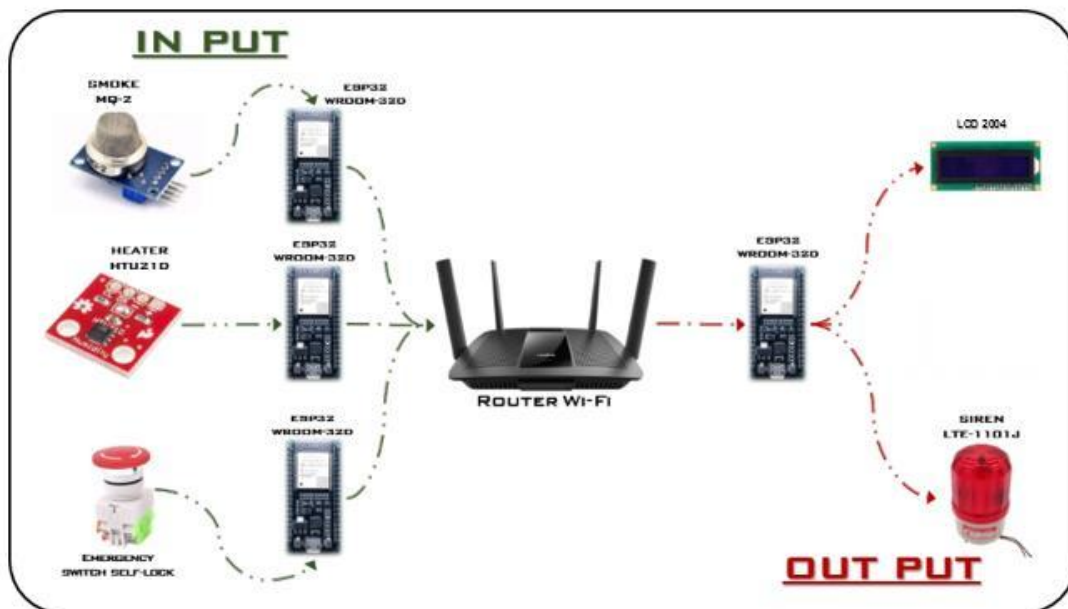 IN PUT
SMOKE
MQ-2
ESP32
WROOM-32D
HEATER
HTU21D
ESP32
WROOM-32D
EMERGENCY
SWITCH SELF-LOCK
ESP32
WROOM-32D
ROUTER WI-FI
ESP32
WROOM-32D
LCD 2004
SIREN
LTE-1101J
OUT PUT